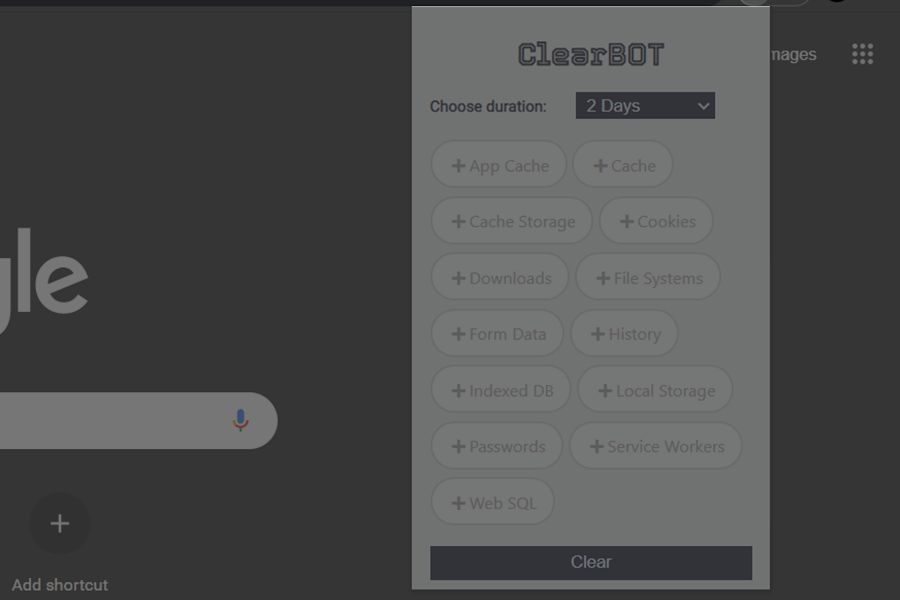 ClearBOT
mages
Choose duration: 2 Days
+ App Cache + Cache
+ Cache Storage + Cookies
+ Downloads + File Systems
gle
+ Form Data + History
+ Indexed DB + Local Storage
+ Passwords + Service Workers
+ Web SQL
+
Clear
Add shortcut